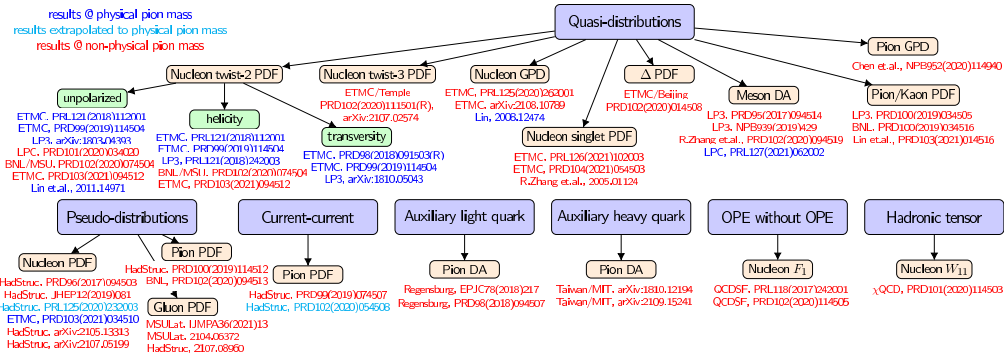 results @ physical pion mass
results extrapolated to physical pion mass
results @ non-physical pion mass
Quasi-distributions
Nucleon twist-2 PDF
unpolarized
ETMC, PRL121(2018)112001
ETMC, PRD99(2019)114504
LP3, arXiv:1803.04393
LPC, PRD101(2020)034020
BNL/MSU, PRD102(2020)074504
ETMC, PRD103(2021)094512
Lin et.al., 2011.14971
helicity
ETMC, PRL121(2018)112001
ETMC, PRD99(2019)114504
LP3, PRL121(2018)242003
BNL/MSU, PRD102(2020)074504
ETMC, PRD103(2021)094512
transversity
ETMC, PRD98(2018)091503(R)
ETMC, PRD99(2019)114504
LP3, arXiv:1810.05043
Nucleon twist-3 PDF
ETMC/Temple
PRD102(2020)111501(R),
arXiv:2107.02574
Nucleon GPD
ETMC, PRL125(2020)262001
ETMC, arXiv:2108.10789
Lin, 2008.12474
Nucleon singlet PDF
ETMC, PRL126(2021)102003
ETMC, PRD104(2021)054503
R.Zhang et.al., 2005.01124
Δ PDF
ETMC/Beijing
PRD102(2020)014508
Meson DA
LP3, PRD95(2017)094514
LP3, NPB939(2019)429
R.Zhang et.al., PRD102(2020)094519
LPC, PRL127(2021)062002
Pion GPD
Chen et.al., NPB952(2020)114940
Pion/Kaon PDF
LP3, PRD100(2019)034505
BNL, PRD100(2019)034516
Lin et.al., PRD103(2021)014516
Pseudo-distributions
Nucleon PDF
HadStruc, PRD96(2017)094503
HadStruc, JHEP12(2019)081
HadStruc, PRL125(2020)232003
ETMC, PRD103(2021)034510
HadStruc, arXiv:2105.13313
HadStruc, arXiv:2107.05199
Pion PDF
HadStruc, PRD100(2019)114512
BNL, PRD102(2020)094513
Gluon PDF
MSULat, IJMPA36(2021)13
MSULat, 2104.06372
HadStruc, 2107.08960
Current-current
Pion PDF
HadStruc, PRD99(2019)074507
HadStruc, PRD102(2020)054508
Auxiliary light quark
Pion DA
Regensburg, EPJC78(2018)217
Regensburg, PRD98(2018)094507
Auxiliary heavy quark
Pion DA
Taiwan/MIT, arXiv:1810.12194
Taiwan/MIT, arXiv:2109.15241
OPE without OPE
Nucleon F₁
QCDSF, PRL118(2017)242001
QCDSF, PRD102(2020)114505
Hadronic tensor
Nucleon W₁₁
χQCD, PRD101(2020)114503